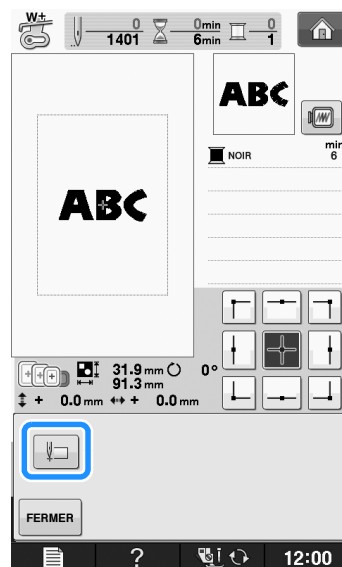 W+
0 0min 0
1401 6min 1
ABC
ABC
min
NOIR 6
31.9 mm 0°
91.3 mm
+ 0.0 mm + 0.0 mm
FERMER
? 12:00